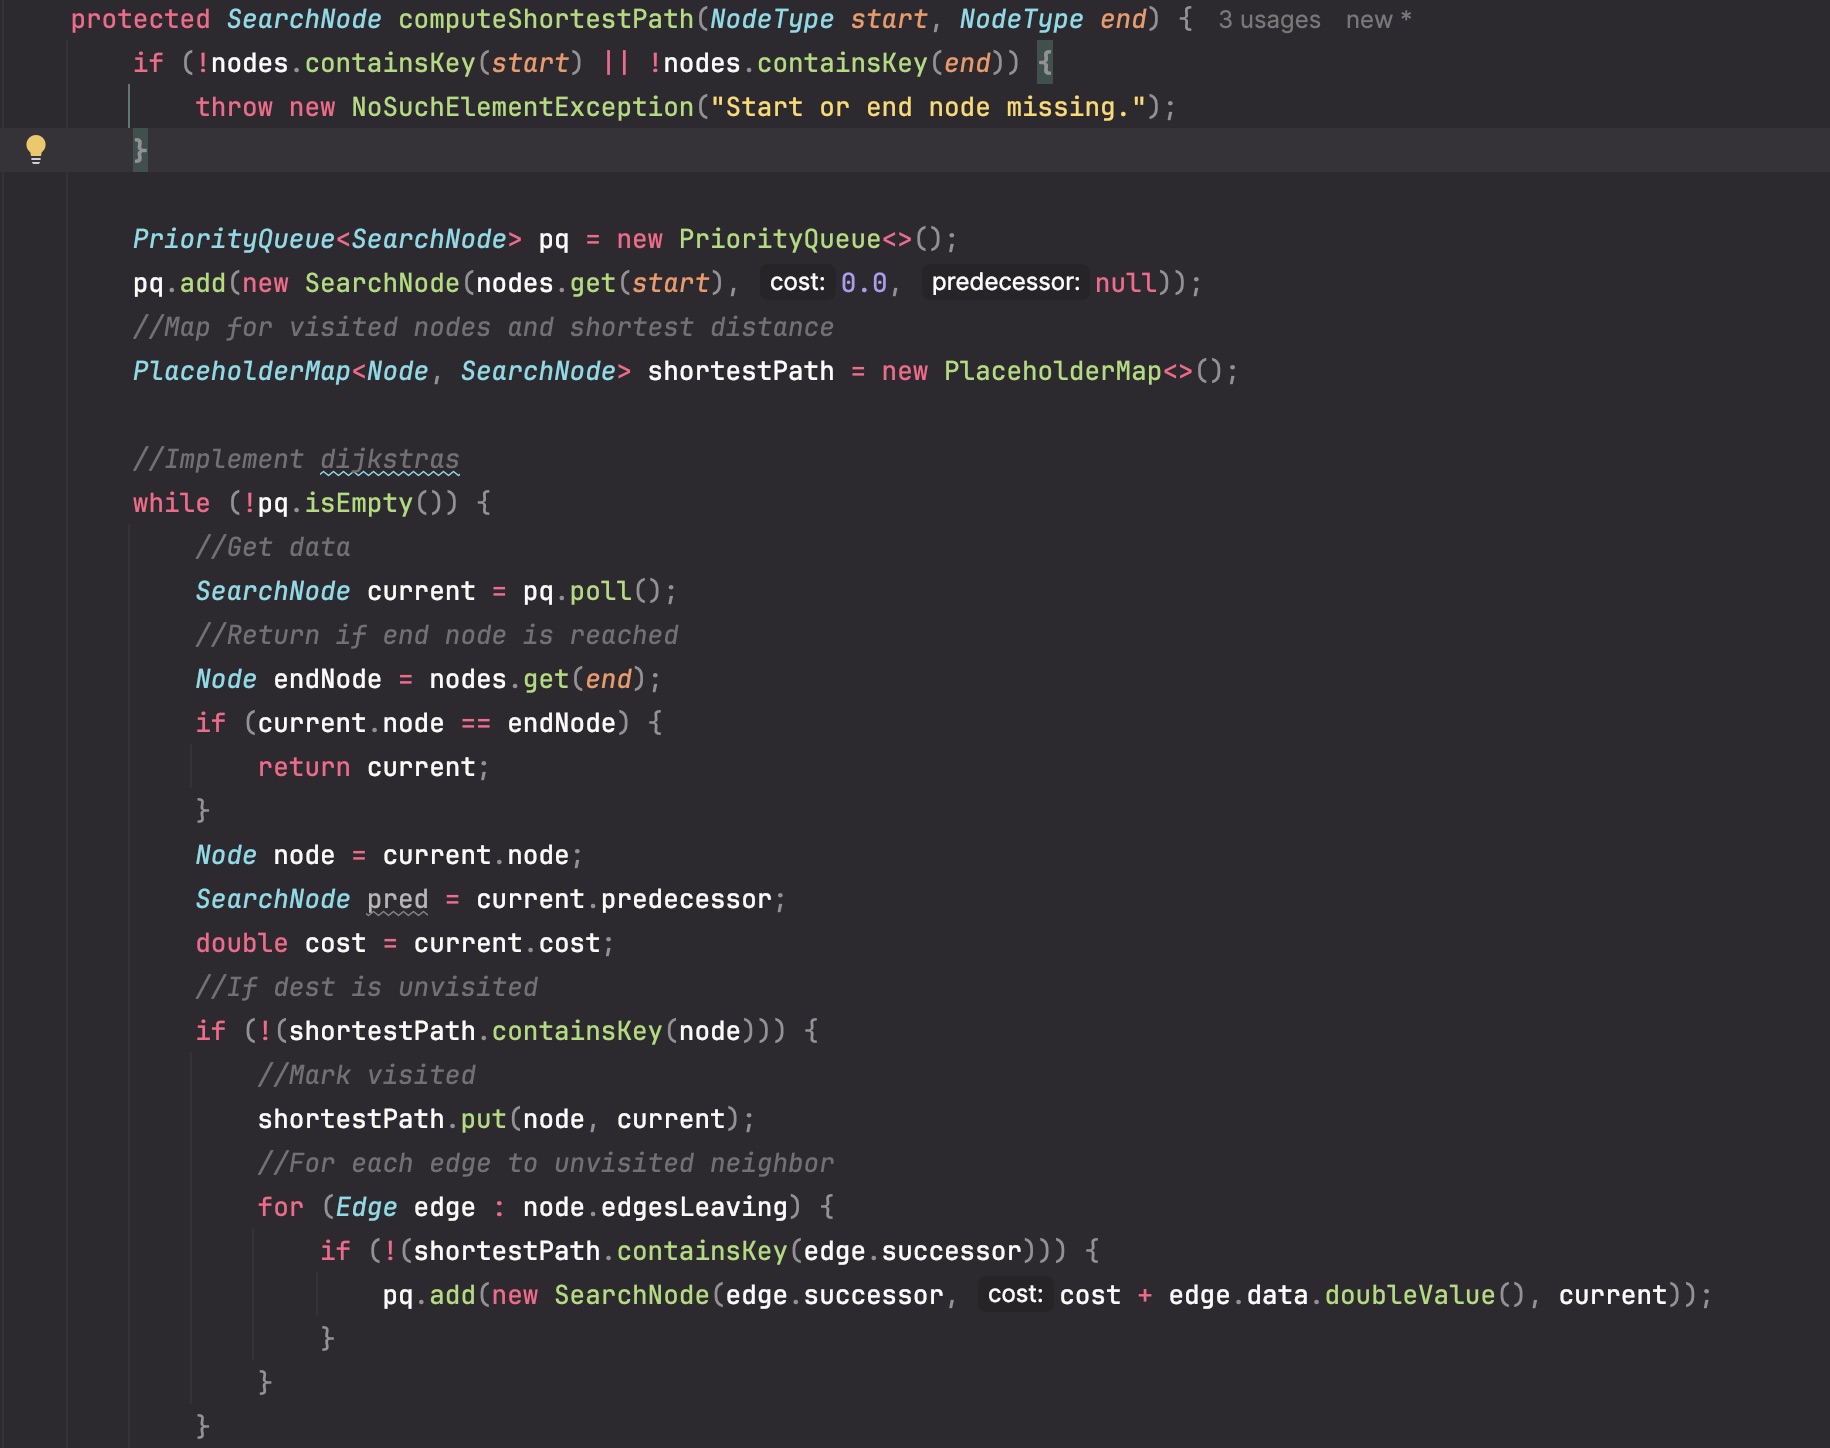 protected SearchNode computeShortestPath(NodeType start, NodeType end) { 3 usages new *
if (!nodes.containsKey(start) || !nodes.containsKey(end)) {
throw new NoSuchElementException("Start or end node missing.");
}
PriorityQueue<SearchNode> pq = new PriorityQueue<>();
pq.add(new SearchNode(nodes.get(start), cost: 0.0, predecessor: null));
//Map for visited nodes and shortest distance
PlaceholderMap<Node, SearchNode> shortestPath = new PlaceholderMap<>();
//Implement dijkstras
while (!pq.isEmpty()) {
//Get data
SearchNode current = pq.poll();
//Return if end node is reached
Node endNode = nodes.get(end);
if (current.node == endNode) {
return current;
}
Node node = current.node;
SearchNode pred = current.predecessor;
double cost = current.cost;
//If dest is unvisited
if (!(shortestPath.containsKey(node))) {
//Mark visited
shortestPath.put(node, current);
//For each edge to unvisited neighbor
for (Edge edge : node.edgesLeaving) {
if (!(shortestPath.containsKey(edge.successor))) {
pq.add(new SearchNode(edge.successor, cost: cost + edge.data.doubleValue(), current));
}
}
}